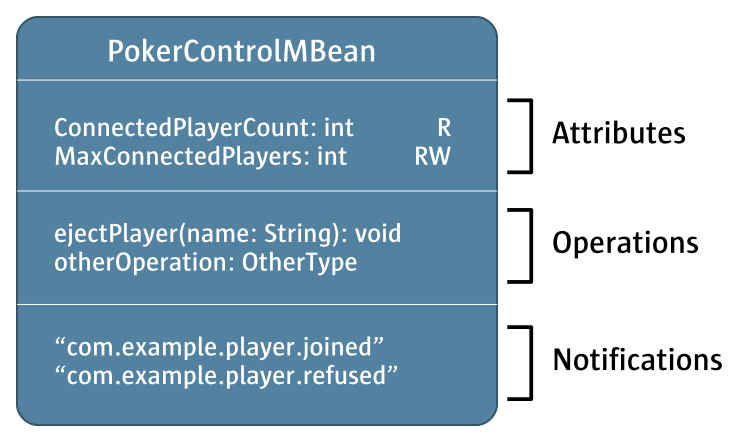 PokerControlMBean
ConnectedPlayerCount: int R
MaxConnectedPlayers: int RW
Attributes
ejectPlayer(name: String): void
otherOperation: OtherType
Operations
“com.example.player.joined”
“com.example.player.refused”
Notifications